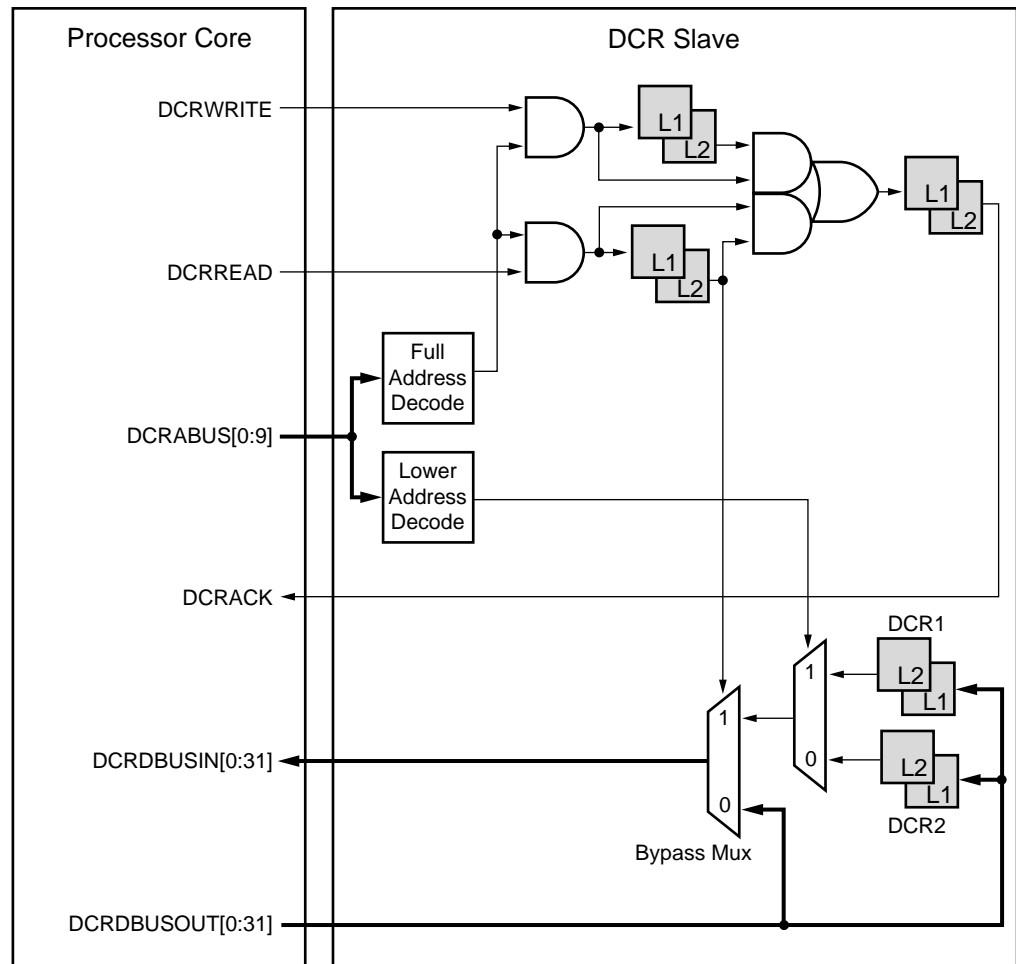 Processor Core
DCR Slave
DCRWRITE
L1
L2
L1
L2
DCRREAD
L1
L2
Full
Address
Decode
DCRABUS[0:9]
Lower
Address
Decode
DCRACK
DCR1
L2
L1
1
0
L2
L1
DCR2
1
0
DCRDBUSIN[0:31]
Bypass Mux
DCRDBUSOUT[0:31]